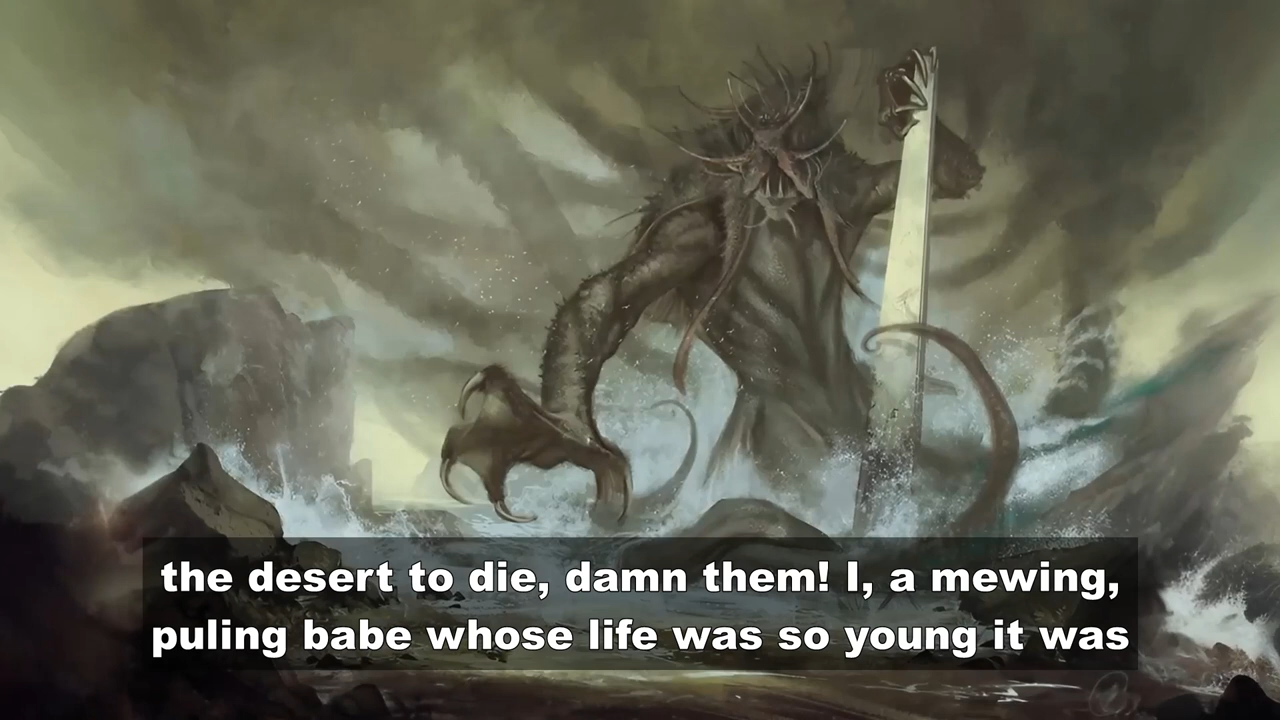 the desert to die, damn them! I, a mewing,
puling babe whose life was so young it was